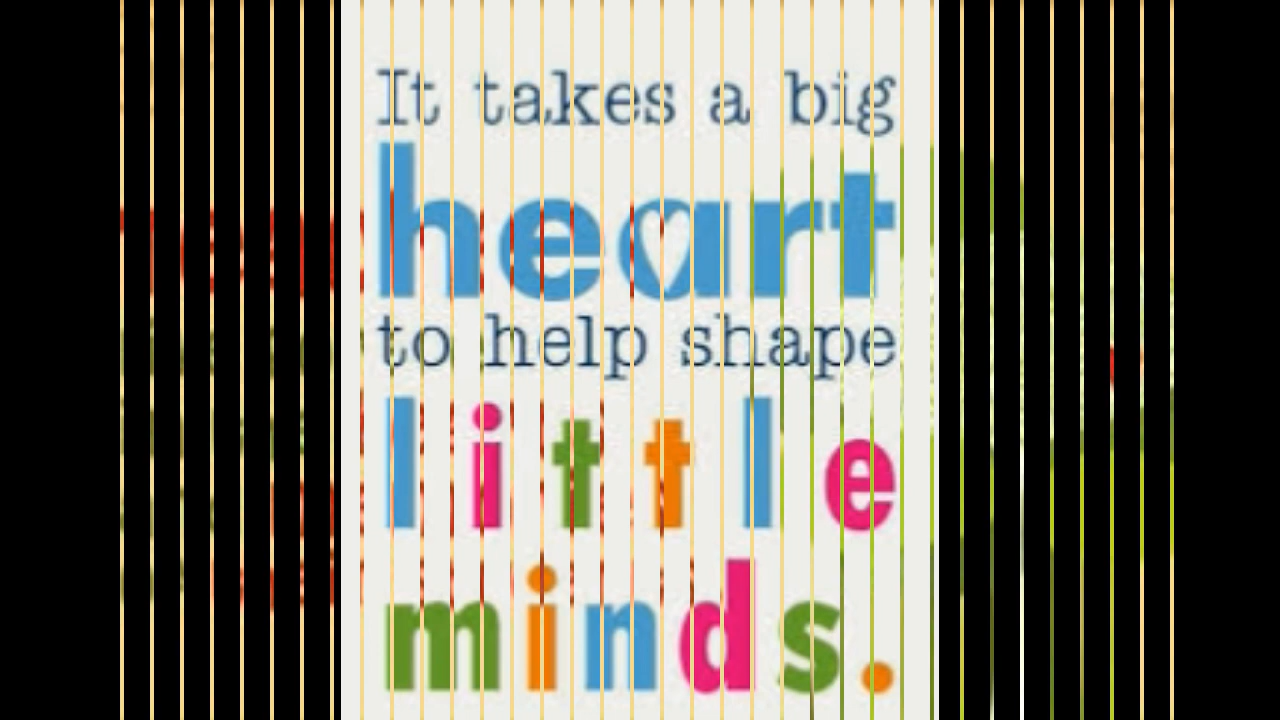 It takes a big
heart
to help shape
little
minds.